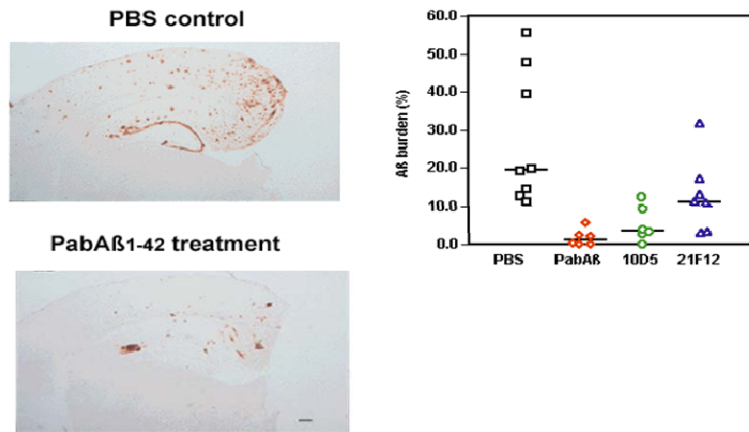 PBS control
PabAß1-42 treatment
60.0
50.0
40.0
30.0
20.0
10.0
0.0
Aß burden (%)
PBS
PabAß
10D5
21F12